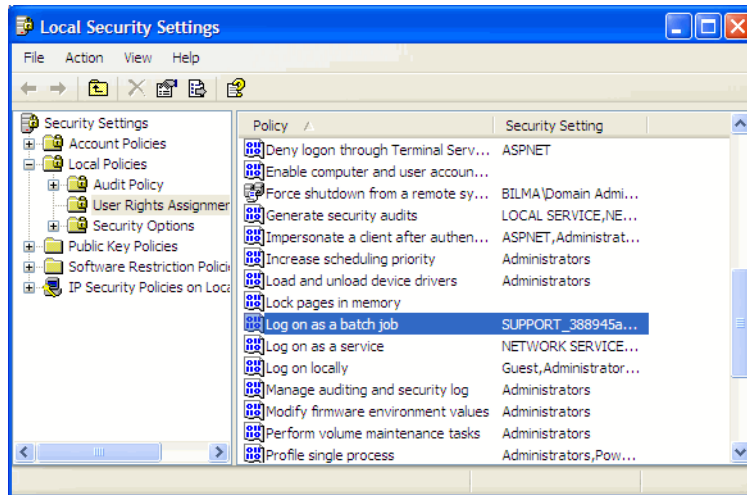 Local Security Settings
File Action View Help
Security Settings
Account Policies
Local Policies
Audit Policy
User Rights Assignmer
Security Options
Public Key Policies
Software Restriction Polici
IP Security Policies on Loca
Policy Security Setting
Deny logon through Terminal Serv... ASPNET
Enable computer and user accoun...
Force shutdown from a remote sy... BILMA\Domain Admi...
Generate security audits LOCAL SERVICE,NE...
Impersonate a client after authen... ASPNET,Administrat...
Increase scheduling priority Administrators
Load and unload device drivers Administrators
Lock pages in memory
Log on as a batch job SUPPORT_388945a...
Log on as a service NETWORK SERVICE...
Log on locally Guest,Administrator...
Manage auditing and security log Administrators
Modify firmware environment values Administrators
Perform volume maintenance tasks Administrators
Profile single process Administrators,Pow...